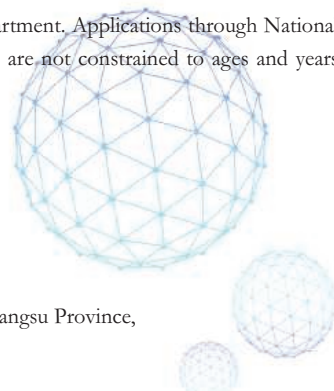 artment. Applications through National
are not constrained to ages and years
angsu Province,